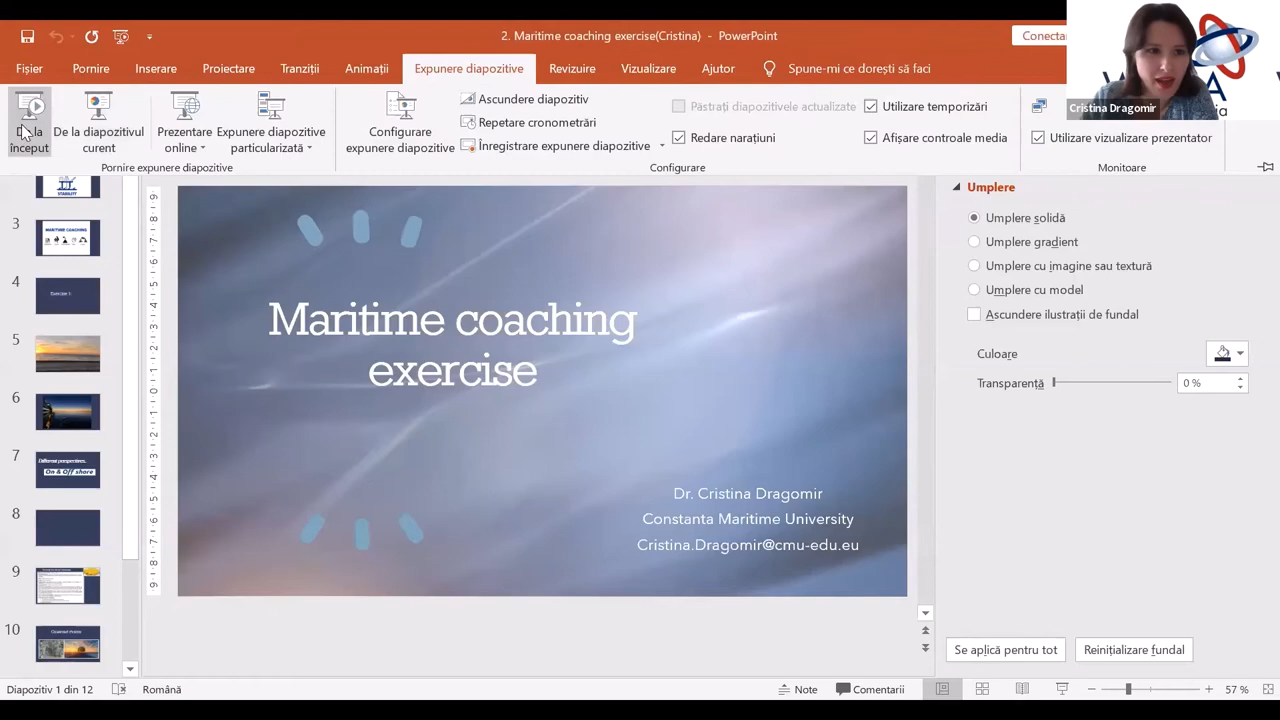 2. Maritime coaching exercise(Cristina) - PowerPoint
Fișier Pornire Inserare Proiectare Tranziții Animații Expunere diapozitive Revizuire Vizualizare Ajutor Spune-mi ce dorești să faci
Cristina Dragomir
De la
început
De la diapozitivul
curent
Prezentare
online
Expunere diapozitive
particularizată
Pornire expunere diapozitive
Configurare
expunere diapozitive
Ascundere diapozitiv
Repetare cronometrări
Înregistrare expunere diapozitive
Păstrați diapozitivele actualizate
Redare narațiuni
Utilizare temporizări
Afișare controale media
Configurare
Utilizare vizualizare prezentator
Monitoare
STABILITY
3
MARITIME COACHING
4
Exercise 1:
5
6
7
Different perspectives.
On & Off shore
8
9
10
Maritime coaching
exercise
Dr. Cristina Dragomir
Constanta Maritime University
Cristina.Dragomir@cmu-edu.eu
Umplere
Umplere solidă
Umplere gradient
Umplere cu imagine sau textură
Umplere cu model
Ascundere ilustrații de fundal
Culoare
Transparență 0 %
Se aplică pentru tot Reinițializare fundal
Diapozitiv 1 din 12 Română Note Comentarii 57 %